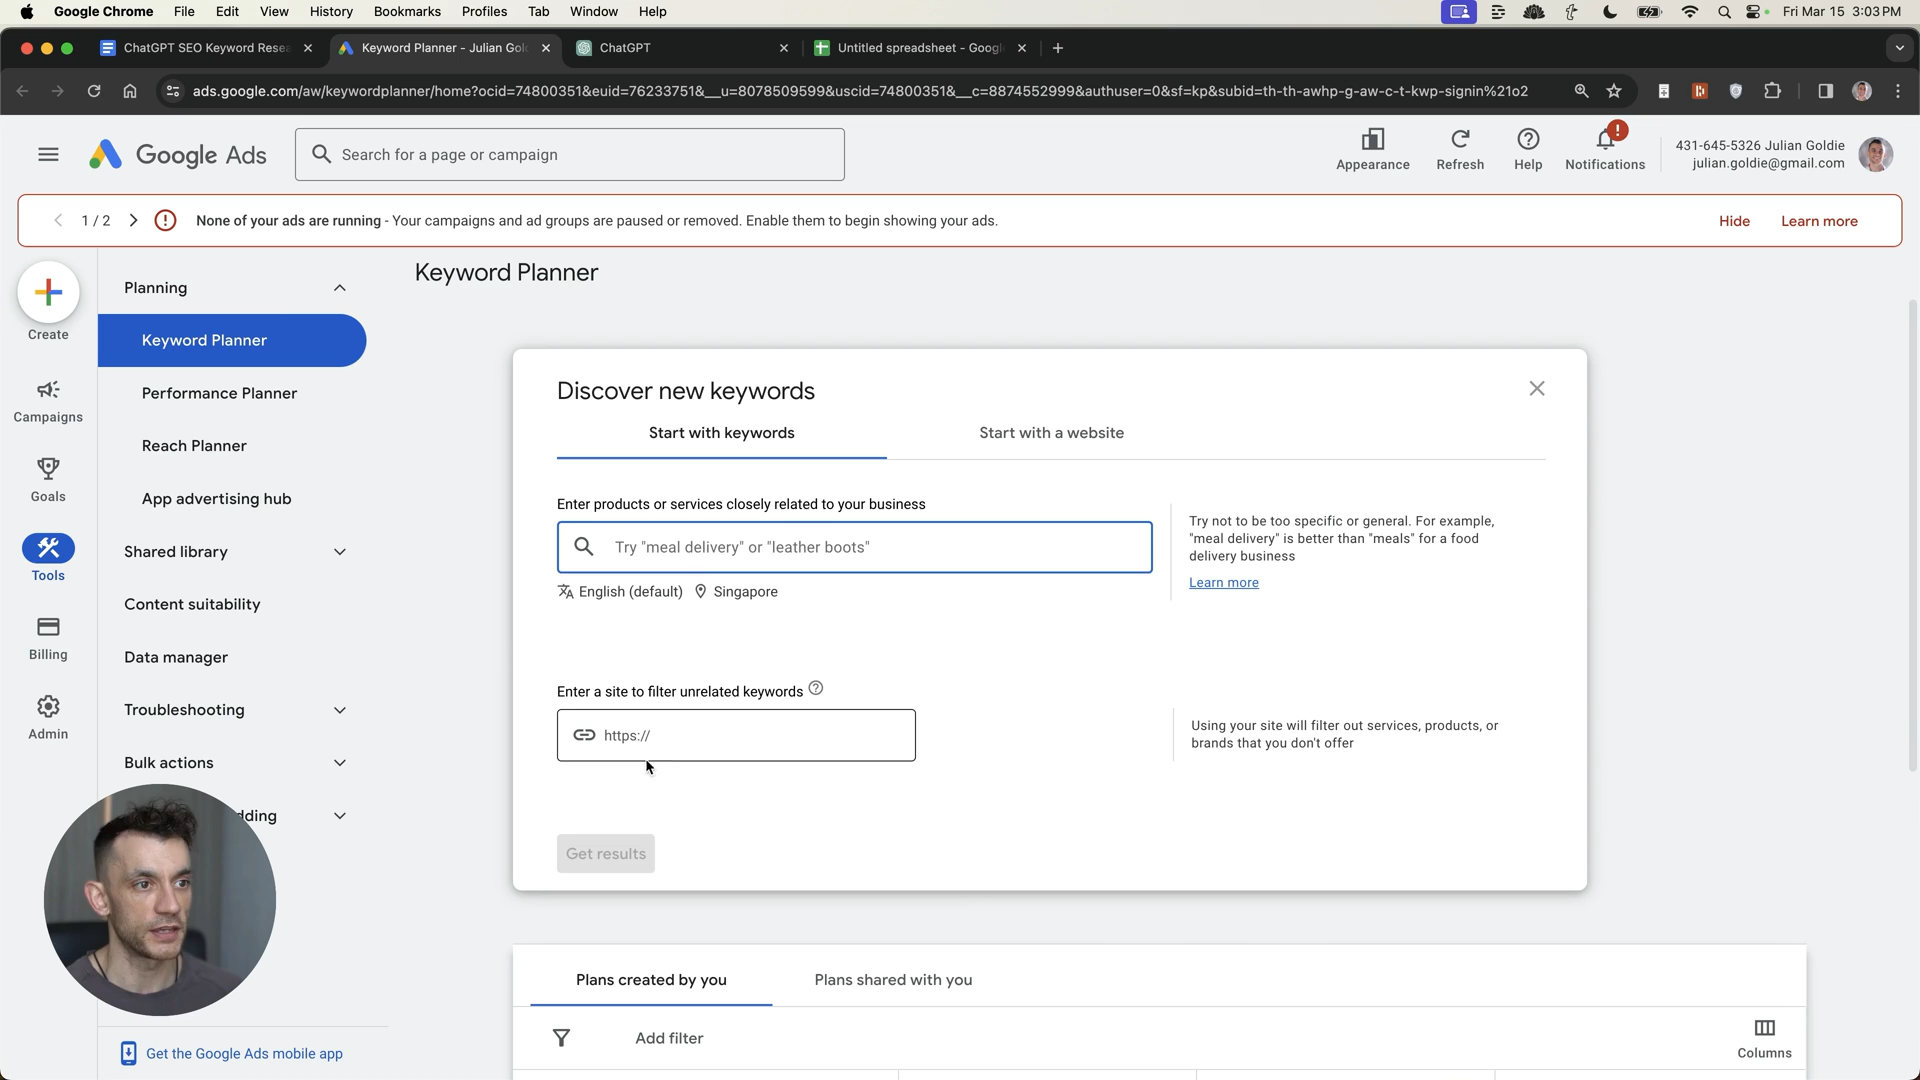 Google Chrome File Edit View History Bookmarks Profiles Tab Window Help Fri Mar 15 3:03 PM
ChatGPT SEO Keyword Resea Keyword Planner - Julian Gol ChatGPT Untitled spreadsheet - Googl
ads.google.com/aw/keywordplanner/home?ocid=74800351&euid=76233751&__u=8078509599&uscid=74800351&__c=8874552999&authuser=0&sf=kp&subid=th-th-awhp-g-aw-c-t-kwp-signin%21o2
Google Ads
Search for a page or campaign
Appearance
Refresh
Help
!
Notifications
431-645-5326 Julian Goldie
julian.goldie@gmail.com
1 / 2
None of your ads are running - Your campaigns and ad groups are paused or removed. Enable them to begin showing your ads.
Hide
Learn more
Create
Campaigns
Goals
Tools
Billing
Admin
Planning
Keyword Planner
Performance Planner
Reach Planner
App advertising hub
Shared library
Content suitability
Data manager
Troubleshooting
Bulk actions
dding
Get the Google Ads mobile app
Keyword Planner
Discover new keywords
Start with keywords
Start with a website
Enter products or services closely related to your business
Try "meal delivery" or "leather boots"
English (default) Singapore
Try not to be too specific or general. For example,
"meal delivery" is better than "meals" for a food
delivery business
Learn more
Enter a site to filter unrelated keywords
https://
Using your site will filter out services, products, or
brands that you don't offer
Get results
Plans created by you
Plans shared with you
Add filter
Columns